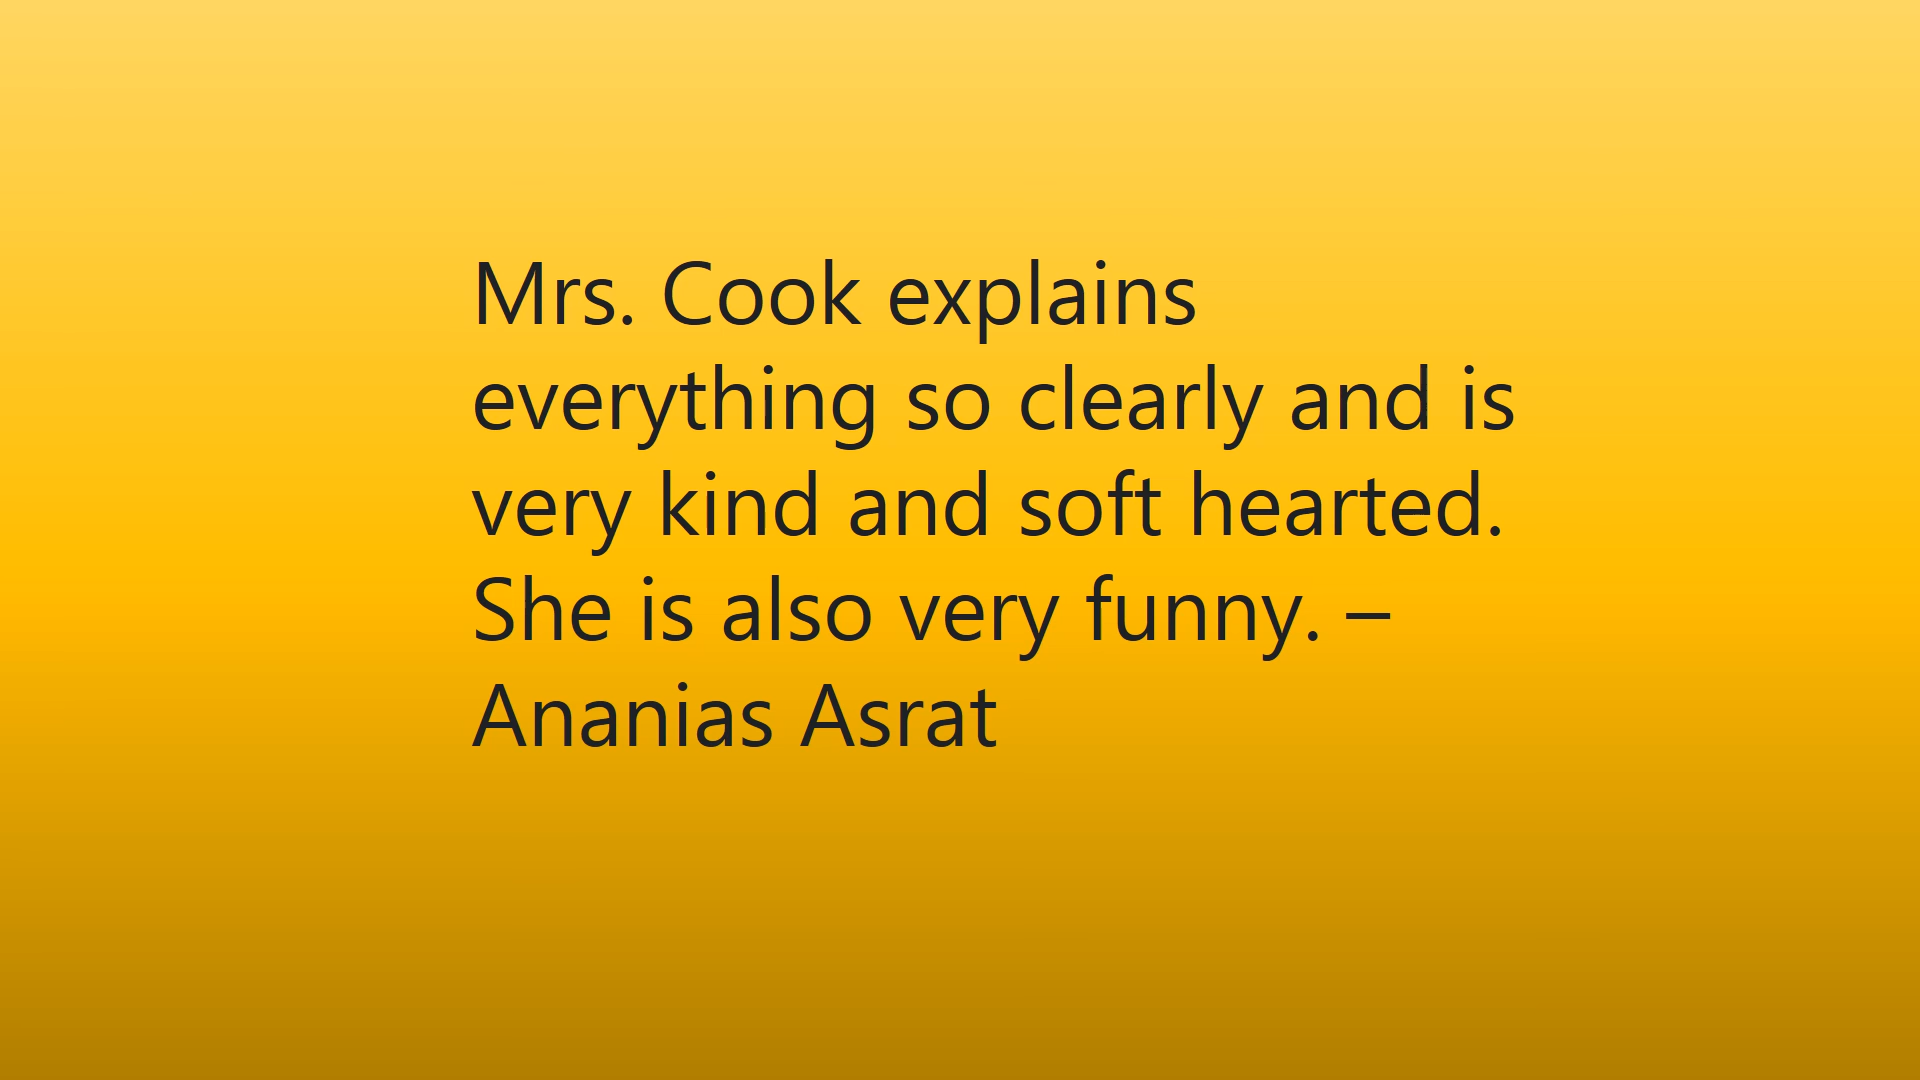 Mrs. Cook explains
everything so clearly and is
very kind and soft hearted.
She is also very funny. –
Ananias Asrat